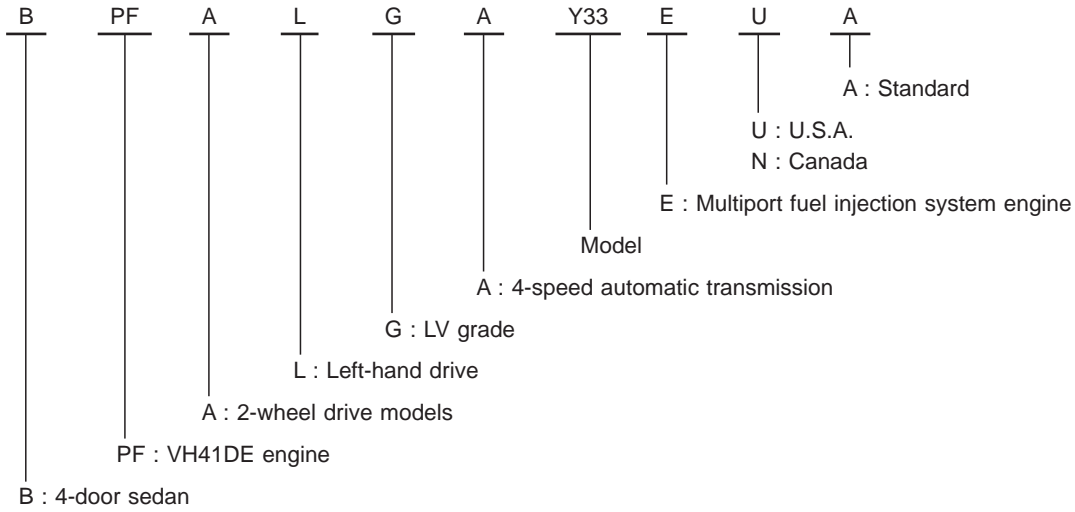 B PF A L G A Y33 E U A
A : Standard
U : U.S.A.
N : Canada
E : Multiport fuel injection system engine
Model
A : 4-speed automatic transmission
G : LV grade
L : Left-hand drive
A : 2-wheel drive models
PF : VH41DE engine
B : 4-door sedan